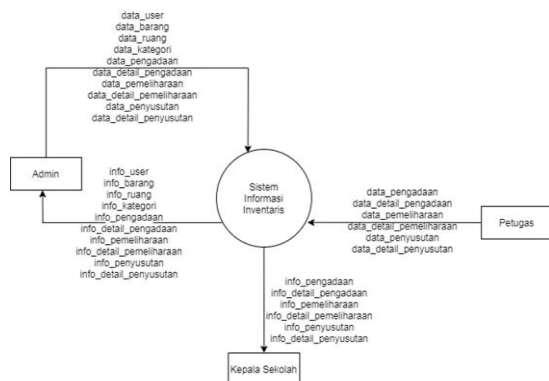 data_user
data_barang
data_ruang
data_kategori
data_pengadaan
data_detail_pengadaan
data_pemeliharaan
data_detail_pemeliharaan
data_penyusutan
data_detail_penyusutan
Admin
info_user
info_barang
info_ruang
info_kategori
info_pengadaan
info_detail_pengadaan
info_pemeliharaan
info_detail_pemeliharaan
info_penyusutan
info_detail_penyusutan
Sistem
Informasi
Inventaris
data_pengadaan
data_detail_pengadaan
data_pemeliharaan
data_detail_pemeliharaan
data_penyusutan
data_detail_penyusutan
Petugas
info_pengadaan
info_detail_pengadaan
info_pemeliharaan
info_detail_pemeliharaan
info_penyusutan
info_detail_penyusutan
Kepala Sekolah